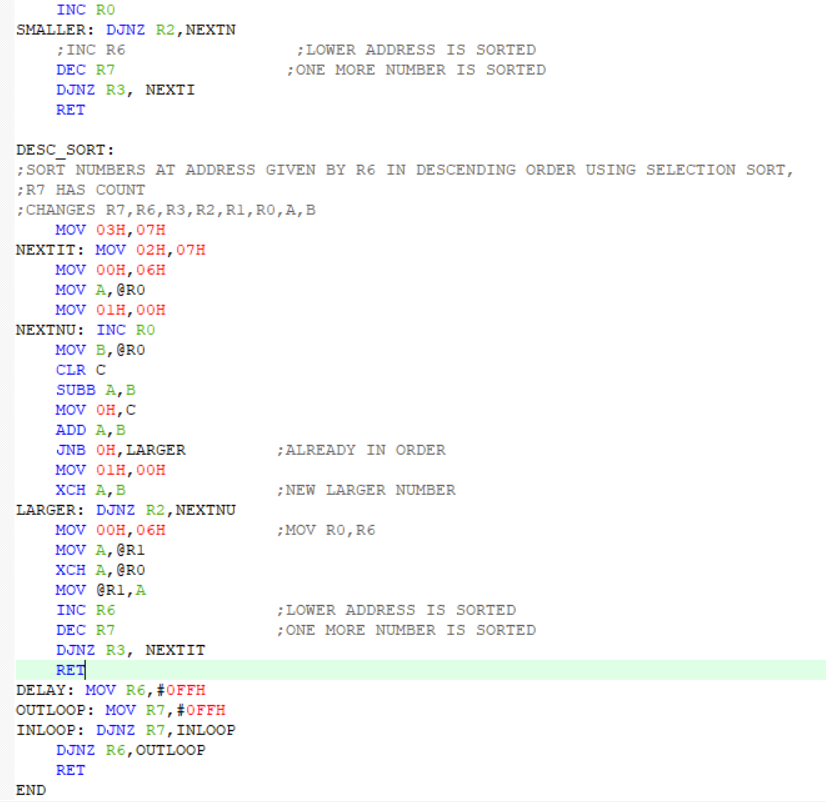 INC R0
SMALLER: DJNZ R2,NEXTN
;INC R6 ;LOWER ADDRESS IS SORTED
DEC R7 ;ONE MORE NUMBER IS SORTED
DJNZ R3, NEXTI
RET
DESC_SORT:
;SORT NUMBERS AT ADDRESS GIVEN BY R6 IN DESCENDING ORDER USING SELECTION SORT,
;R7 HAS COUNT
;CHANGES R7,R6,R3,R2,R1,R0,A,B
MOV 03H,07H
NEXTIT: MOV 02H,07H
MOV 00H,06H
MOV A,@R0
MOV 01H,00H
NEXTNU: INC R0
MOV B,@R0
CLR C
SUBB A,B
MOV 0H,C
ADD A,B
JNB 0H,LARGER ;ALREADY IN ORDER
MOV 01H,00H
XCH A,B ;NEW LARGER NUMBER
LARGER: DJNZ R2,NEXTNU
MOV 00H,06H ;MOV R0,R6
MOV A,@R1
XCH A,@R0
MOV @R1,A
INC R6 ;LOWER ADDRESS IS SORTED
DEC R7 ;ONE MORE NUMBER IS SORTED
DJNZ R3, NEXTIT
RET
DELAY: MOV R6,#0FFH
OUTLOOP: MOV R7,#0FFH
INLOOP: DJNZ R7,INLOOP
DJNZ R6,OUTLOOP
RET
END